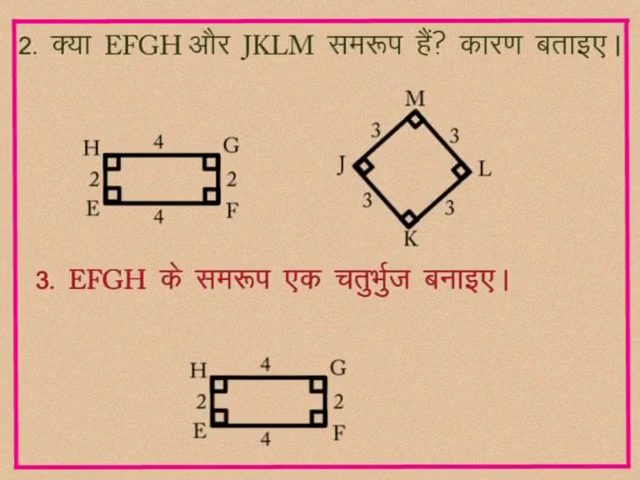 2. क्या EFGH और JKLM समरूप हैं? कारण बताइए।
H 4 G
2 2
E 4 F
M
3 3
J L
3 3
K
3. EFGH के समरूप एक चतुर्भुज बनाइए।
H 4 G
2 2
E 4 F